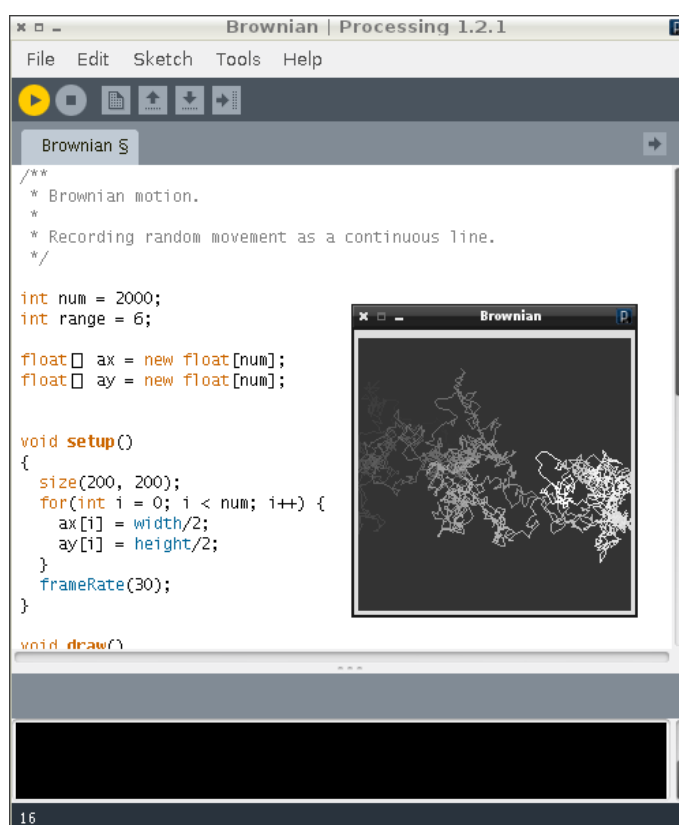 Brownian | Processing 1.2.1
File Edit Sketch Tools Help
Brownian §
/**
 * Brownian motion.
 *
 * Recording random movement as a continuous line.
 */
int num = 2000;
int range = 6;
float[] ax = new float[num];
float[] ay = new float[num];
void setup()
{
  size(200, 200);
  for(int i = 0; i < num; i++) {
    ax[i] = width/2;
    ay[i] = height/2;
  }
  frameRate(30);
}
void draw()
Brownian
16